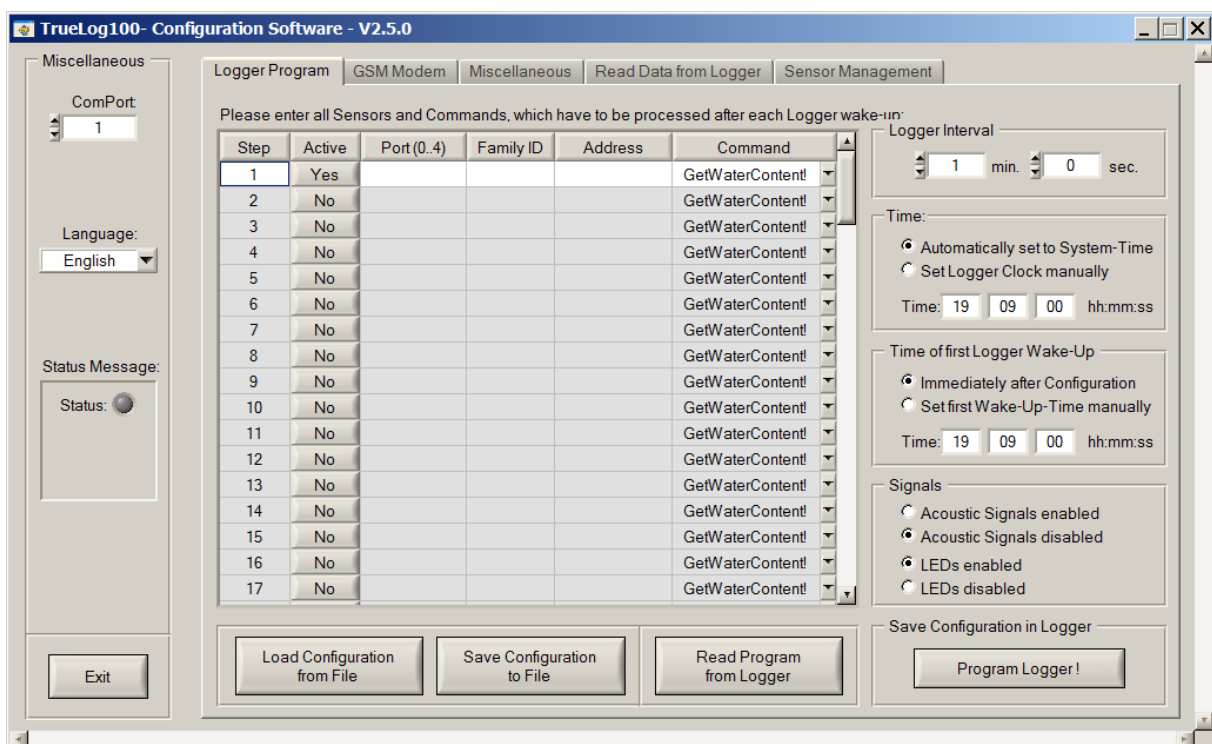 TrueLog100- Configuration Software - V2.5.0
Miscellaneous
ComPort:
1
Language:
English
Status Message:
Status:
Exit
Logger Program GSM Modem Miscellaneous Read Data from Logger Sensor Management
Please enter all Sensors and Commands, which have to be processed after each Logger wake-up:
Step Active Port (0..4) Family ID Address Command
1 Yes GetWaterContent!
2 No GetWaterContent!
3 No GetWaterContent!
4 No GetWaterContent!
5 No GetWaterContent!
6 No GetWaterContent!
7 No GetWaterContent!
8 No GetWaterContent!
9 No GetWaterContent!
10 No GetWaterContent!
11 No GetWaterContent!
12 No GetWaterContent!
13 No GetWaterContent!
14 No GetWaterContent!
15 No GetWaterContent!
16 No GetWaterContent!
17 No GetWaterContent!
Load Configuration
from File
Save Configuration
to File
Read Program
from Logger
Logger Interval
1 min. 0 sec.
Time:
Automatically set to System-Time
Set Logger Clock manually
Time: 19 09 00 hh:mm:ss
Time of first Logger Wake-Up
Immediately after Configuration
Set first Wake-Up-Time manually
Time: 19 09 00 hh:mm:ss
Signals
Acoustic Signals enabled
Acoustic Signals disabled
LEDs enabled
LEDs disabled
Save Configuration in Logger
Program Logger !